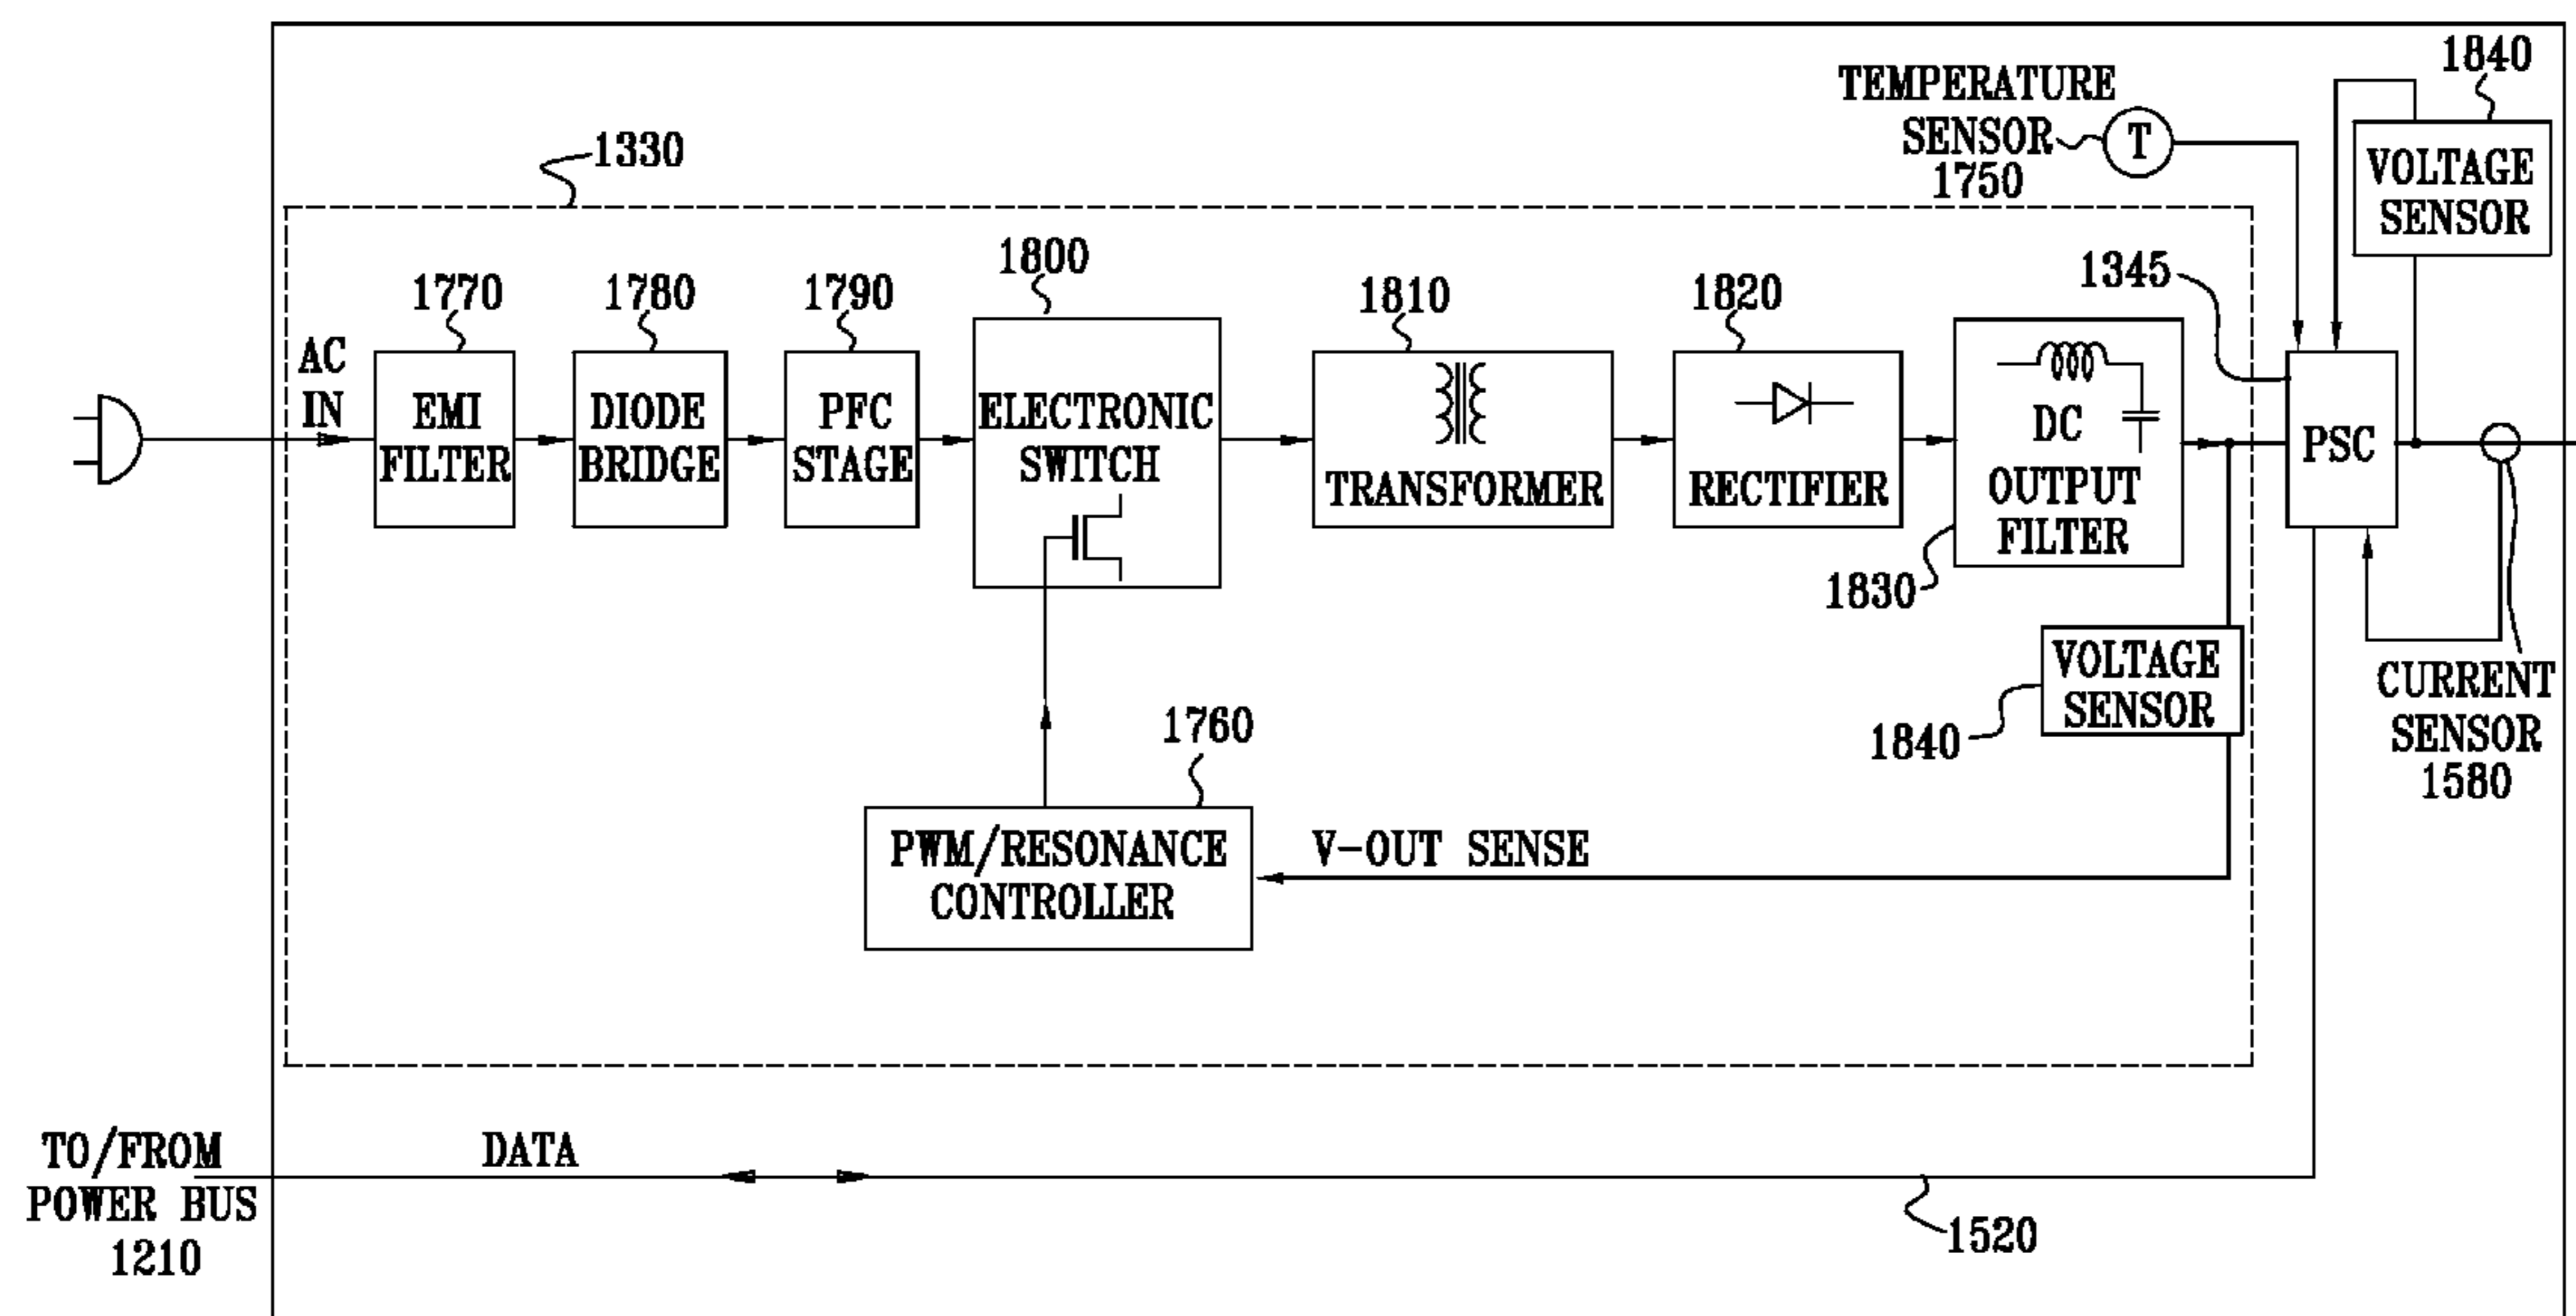 1840
TEMPERATURE
SENSOR
1750
T
VOLTAGE
SENSOR
1330
1770
1780
1790
1800
1810
1820
1345
AC
IN
EMI
FILTER
DIODE
BRIDGE
PFC
STAGE
ELECTRONIC
SWITCH
TRANSFORMER
RECTIFIER
DC
OUTPUT
FILTER
1830
PSC
VOLTAGE
SENSOR
1840
CURRENT
SENSOR
1580
1760
PWM/RESONANCE
CONTROLLER
V-OUT SENSE
TO/FROM
POWER BUS
1210
DATA
1520